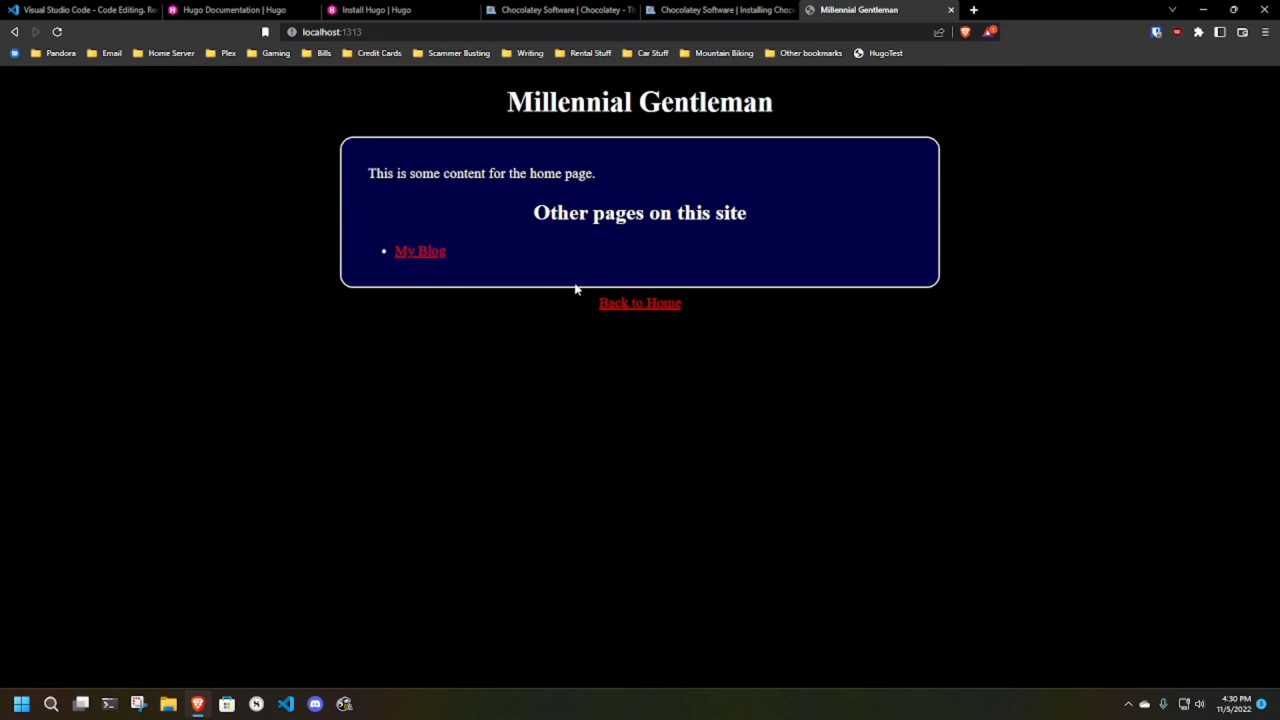 Visual Studio Code - Code Editing. Re
Hugo Documentation | Hugo
Install Hugo | Hugo
Chocolatey Software | Chocolatey - Th
Chocolatey Software | Installing Choco
Millennial Gentleman
localhost:1313
Pandora
Email
Home Server
Plex
Gaming
Bills
Credit Cards
Scammer Busting
Writing
Rental Stuff
Car Stuff
Mountain Biking
Other bookmarks
HugoTest
Millennial Gentleman
This is some content for the home page.
Other pages on this site
• My Blog
Back to Home
4:30 PM
11/5/2022